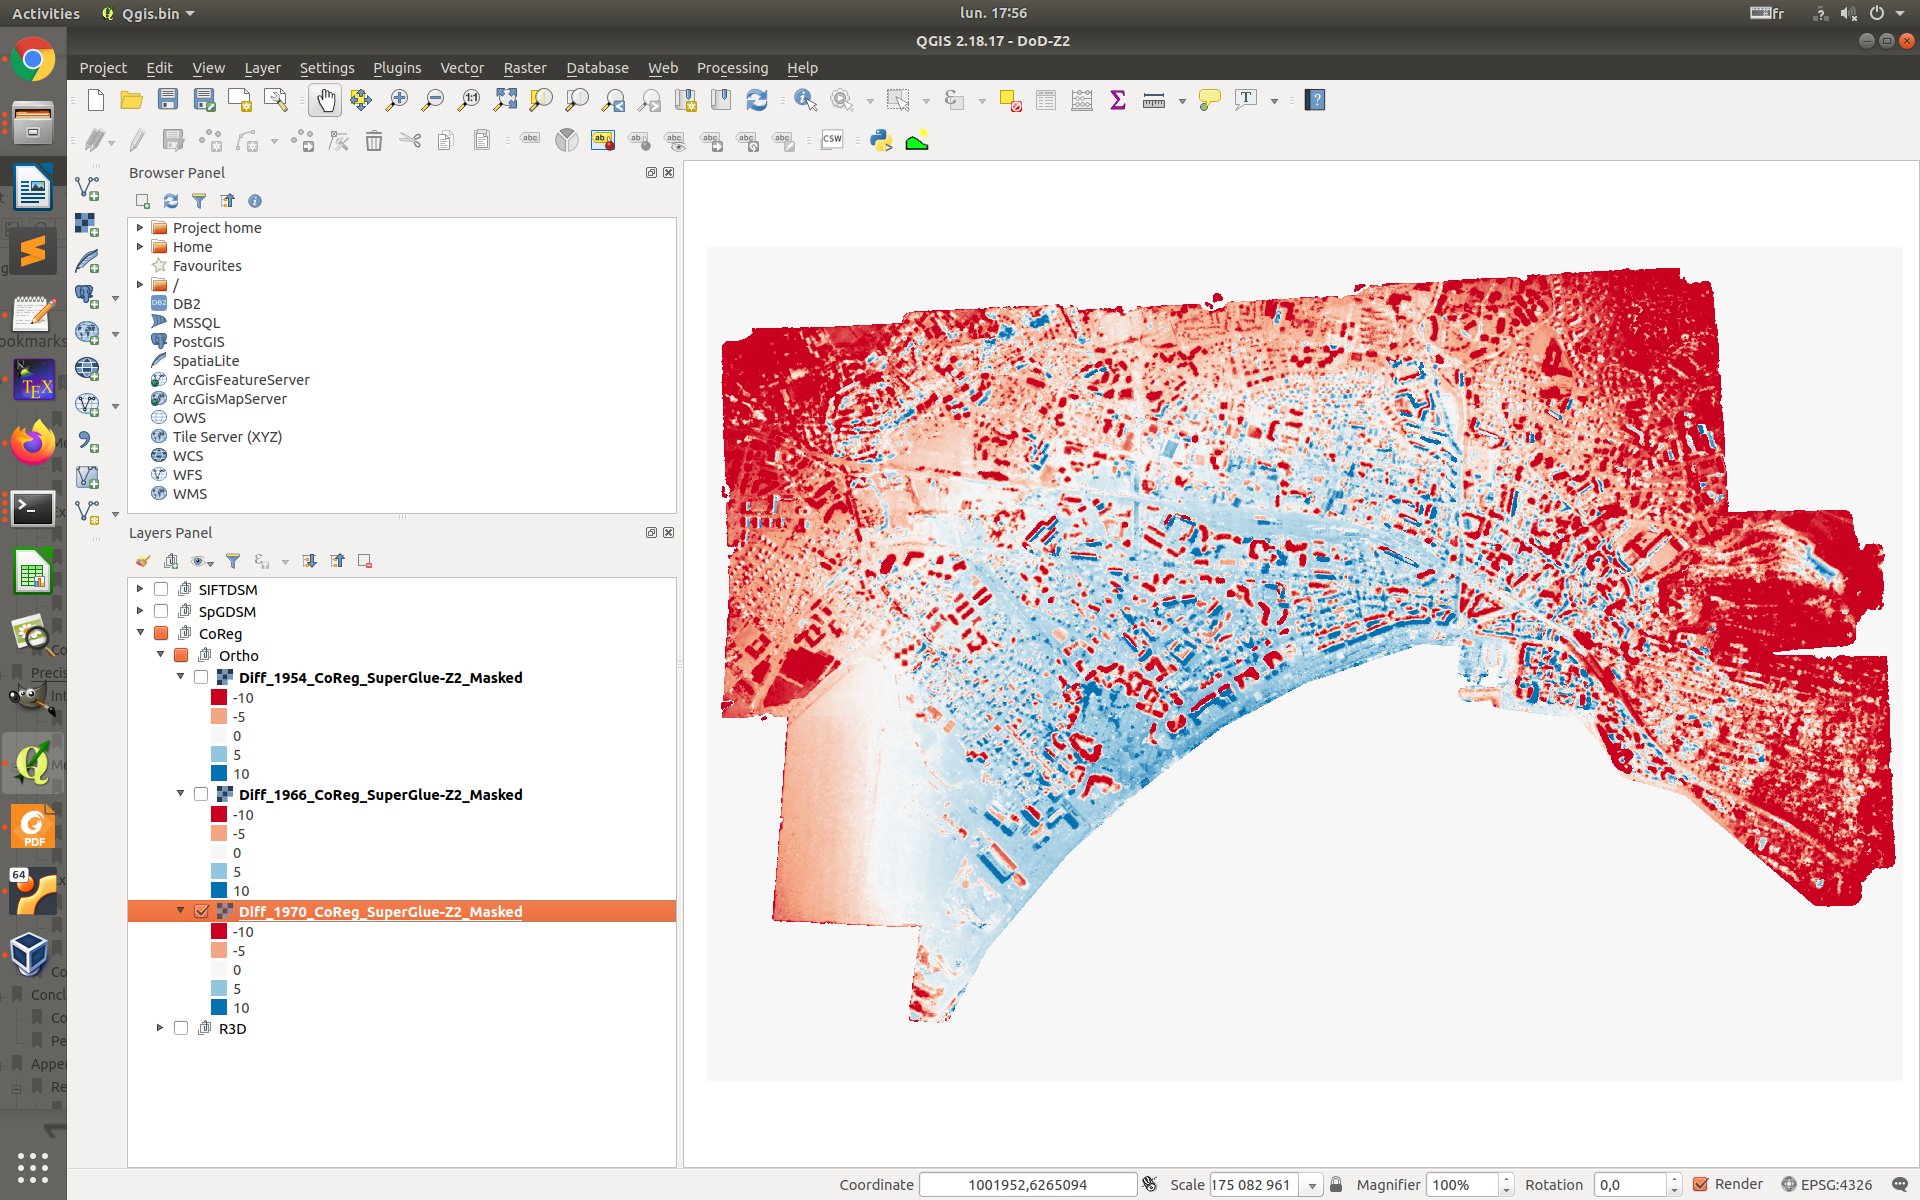 Activities Qgis.bin lun. 17:56 fr
QGIS 2.18.17 - DoD-Z2
Project Edit View Layer Settings Plugins Vector Raster Database Web Processing Help
Browser Panel
Project home
Home
Favourites
/
DB2
MSSQL
PostGIS
SpatiaLite
ArcGisFeatureServer
ArcGisMapServer
OWS
Tile Server (XYZ)
WCS
WFS
WMS
Layers Panel
SIFTDSM
SpGDSM
CoReg
Ortho
Diff_1954_CoReg_SuperGlue-Z2_Masked
-10
-5
0
5
10
Diff_1966_CoReg_SuperGlue-Z2_Masked
-10
-5
0
5
10
Diff_1970_CoReg_SuperGlue-Z2_Masked
-10
-5
0
5
10
R3D
Coordinate 1001952,6265094 Scale 175 082 961 Magnifier 100% Rotation 0,0 Render EPSG:4326